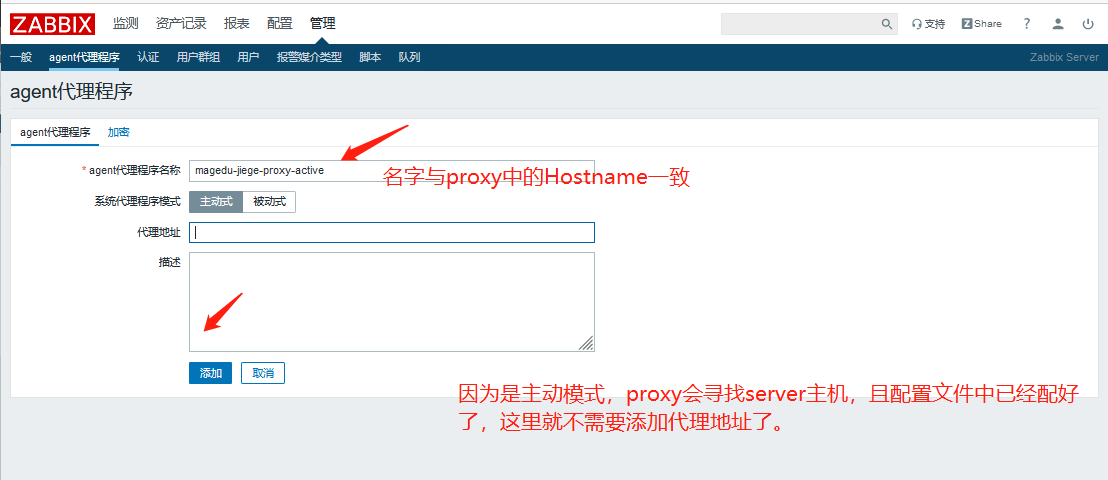 ZABBIX 监测 资产记录 报表 配置 管理 支持 Z Share ?
一般 agent代理程序 认证 用户群组 用户 报警媒介类型 脚本 队列 Zabbix Server
agent代理程序
agent代理程序 加密
* agent代理程序名称 magedu-jiege-proxy-active
名字与proxy中的Hostname一致
系统代理程序模式 主动式 被动式
代理地址
描述
添加 取消
因为是主动模式，proxy会寻找server主机，且配置文件中已经配好
了，这里就不需要添加代理地址了。